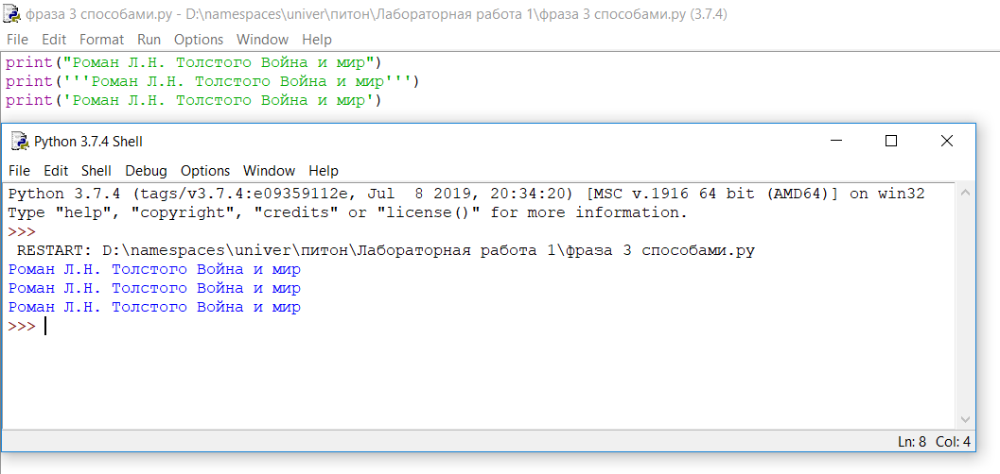 фраза 3 способами.py - D:\namespaces\univer\питон\Лабораторная работа 1\фраза 3 способами.py (3.7.4)
File Edit Format Run Options Window Help
print("Роман Л.Н. Толстого Война и мир")
print('''Роман Л.Н. Толстого Война и мир''')
print('Роман Л.Н. Толстого Война и мир')
Python 3.7.4 Shell
File Edit Shell Debug Options Window Help
Python 3.7.4 (tags/v3.7.4:e09359112e, Jul  8 2019, 20:34:20) [MSC v.1916 64 bit (AMD64)] on win32
Type "help", "copyright", "credits" or "license()" for more information.
>>>
RESTART: D:\namespaces\univer\питон\Лабораторная работа 1\фраза 3 способами.py
Роман Л.Н. Толстого Война и мир
Роман Л.Н. Толстого Война и мир
Роман Л.Н. Толстого Война и мир
>>>
Ln: 8 Col: 4